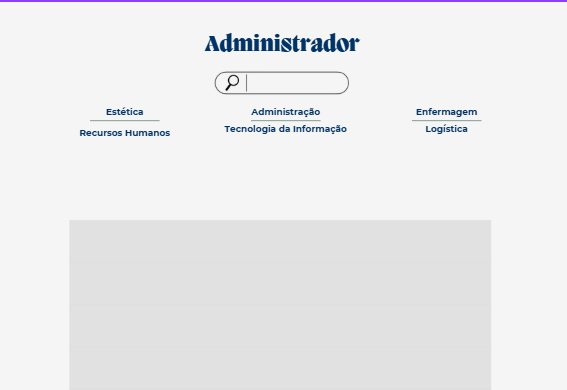 Administrador
Estética
Administração
Enfermagem
Recursos Humanos
Tecnologia da Informação
Logística